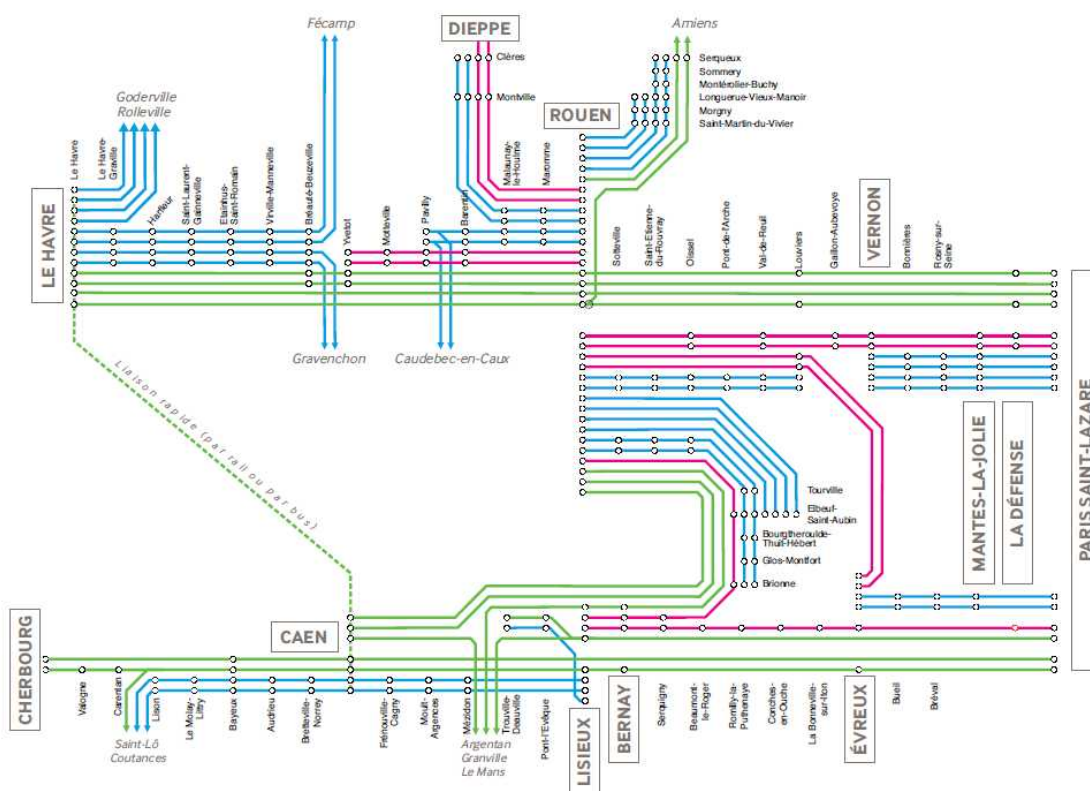 Fécamp
DIEPPE
Amiens
Clères
Montville
Serqueux
Sommery
Montérolier-Buchy
Longuerue-Vieux-Manoir
Morgny
Saint-Martin-du-Vivier
Goderville
Rolleville
ROUEN
Le Havre
Le Havre-
Graville
Harfleur
Saint-Laurent-
Gainneville
Etainhus-
Saint-Romain
Virville-Manneville
Bréauté-Beuzeville
Yvetot
Motteville
Pavilly
Barentin
Malaunay-
le-Houlme
Maromme
LE HAVRE
Sotteville
Saint-Etienne-
du-Rouvray
Oissel
Pont-de-l'Arche
Val-de-Reuil
Louviers
Gaillon-Aubevoye
VERNON
Bonnières
Rosny-sur-
Seine
Gravenchon
Caudebec-en-Caux
Liaison rapide (par rail ou par bus)
MANTES-LA-JOLIE
LA DÉFENSE
PARIS SAINT-LAZARE
Tourville
Elbeuf-
Saint-Aubin
Bourgtheroulde-
Thuit-Hébert
Glos-Montfort
Brionne
CAEN
CHERBOURG
Valogne
Carentan
Lison
Le Molay-
Littry
Bayeux
Audrieu
Bretteville-
Norrey
Frénouville-
Cagny
Moult-
Argences
Mézidon
Trouville-
Deauville
Pont-l'Evêque
LISIEUX
BERNAY
Serquigny
Beaumont-
le-Roger
Romilly-la-
Puthenaye
Conches-
en-Ouche
La Bonneville-
sur-Iton
ÉVREUX
Bueil
Bréval
Saint-Lô
Coutances
Argentan
Granville
Le Mans